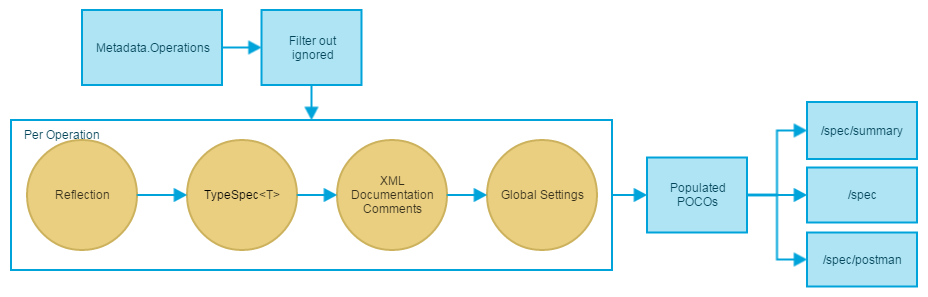 Metadata.Operations
Filter out
ignored
Per Operation
Reflection
TypeSpec<T>
XML
Documentation
Comments
Global Settings
Populated
POCOs
/spec/summary
/spec
/spec/postman